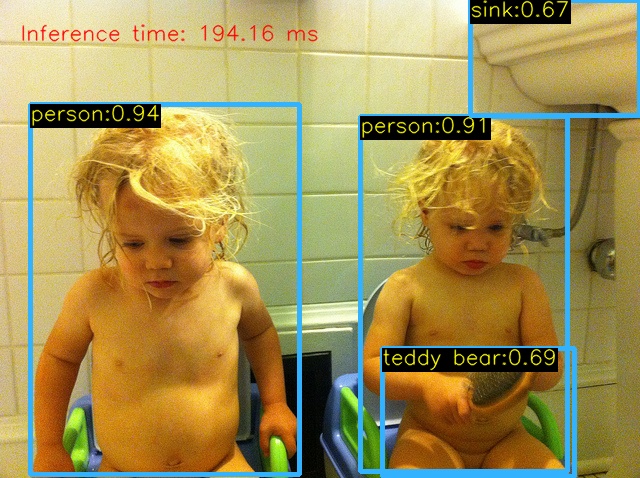 sink:0.67
Inference time: 194.16 ms
person:0.94
person:0.91
teddy bear:0.69